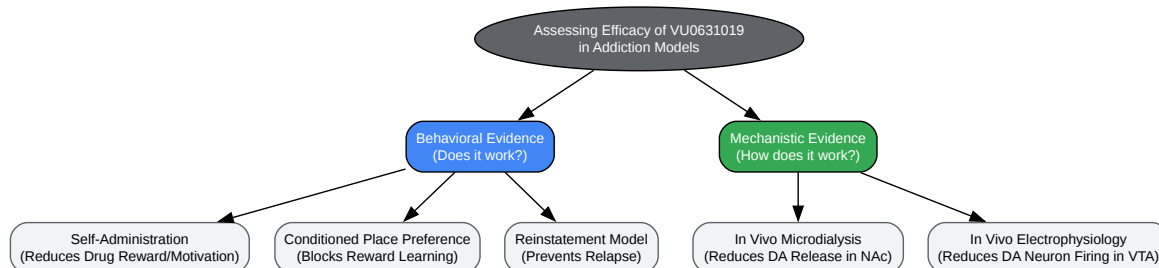 Assessing Efficacy of VU0631019
in Addiction Models
Behavioral Evidence
(Does it work?)
Mechanistic Evidence
(How does it work?)
Self-Administration
(Reduces Drug Reward/Motivation)
Conditioned Place Preference
(Blocks Reward Learning)
Reinstatement Model
(Prevents Relapse)
In Vivo Microdialysis
(Reduces DA Release in NAc)
In Vivo Electrophysiology
(Reduces DA Neuron Firing in VTA)